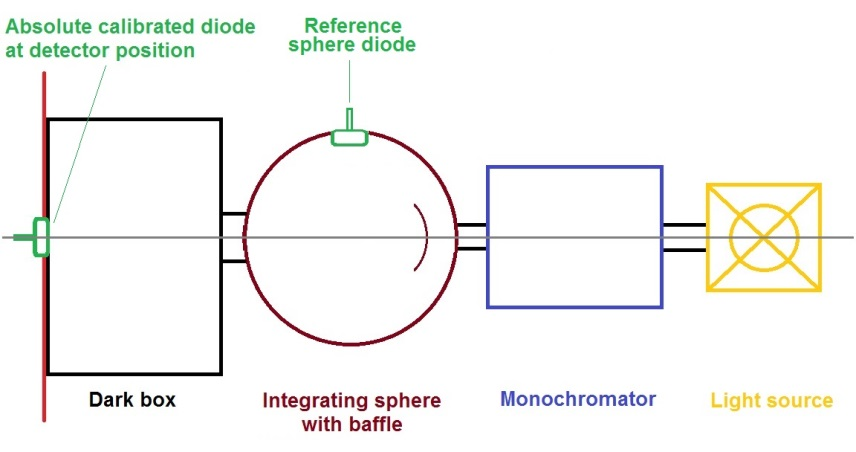 Absolute calibrated diode
at detector position
Reference
sphere diode
Dark box
Integrating sphere
with baffle
Monochromator
Light source